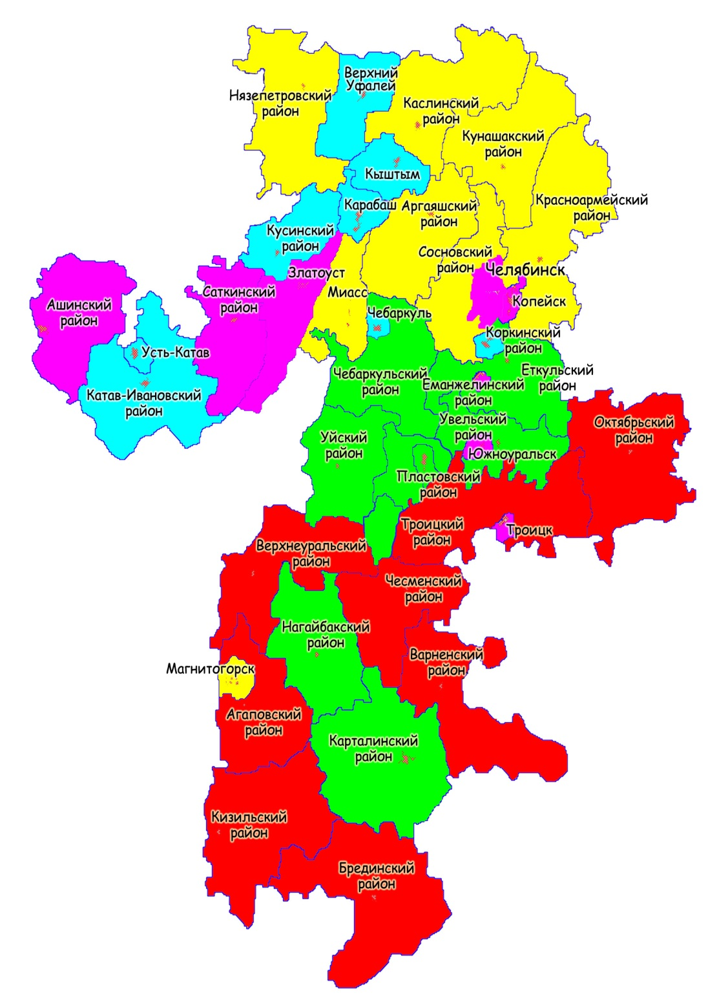 Верхний
Уфалей
Нязепетровский
район
Каслинский
район
Кунашакский
район
Кыштым
Красноармейский
район
Карабаш
Аргаяшский
район
Кусинский
район
Сосновский
район
Челябинск
Златоуст
Саткинский
район
Миасс
Копейск
Ашинский
район
Чебаркуль
Коркинский
район
Усть-Катав
Чебаркульский
район
Еткульский
район
Еманжелинский
район
Катав-Ивановский
район
Увельский
район
Октябрьский
район
Уйский
район
Южноуральск
Пластовский
район
Троицкий
район
Троицк
Верхнеуральский
район
Чесменский
район
Нагайбакский
район
Варненский
район
Магнитогорск
Агаповский
район
Карталинский
район
Кизильский
район
Брединский
район